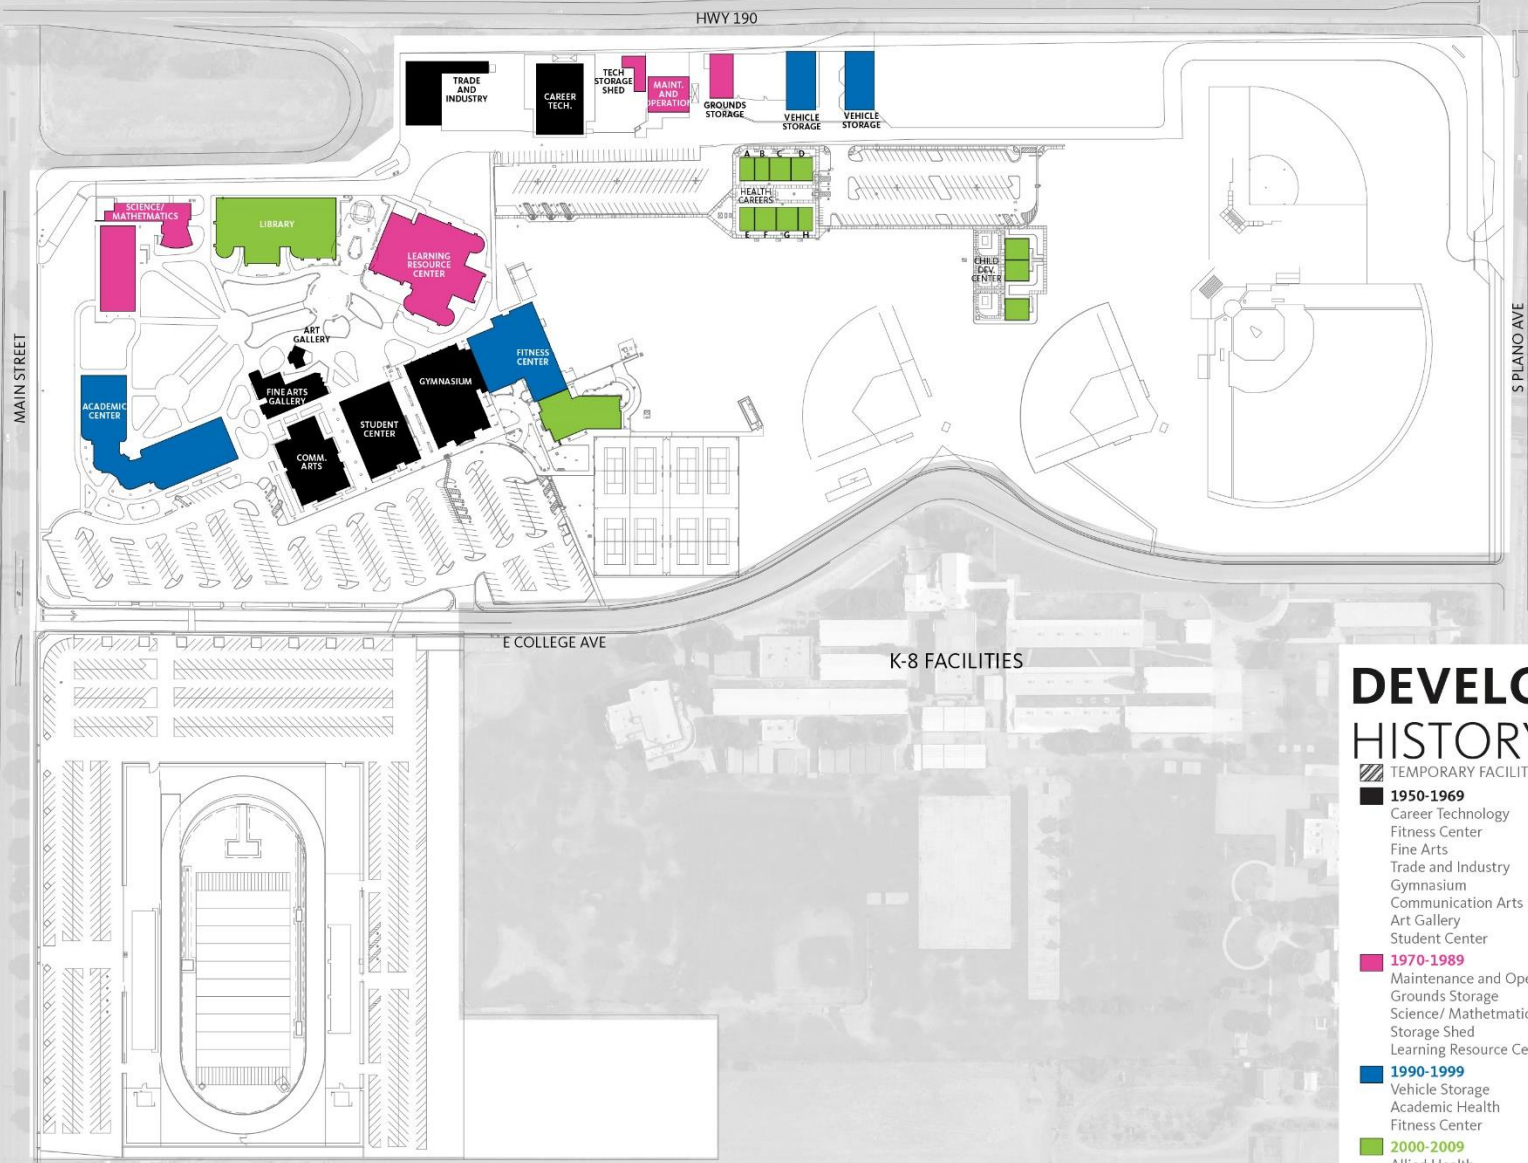 HWY 190
TRADE
AND
INDUSTRY
CAREER
TECH.
TECH
STORAGE
SHED
MAINT.
AND
OPERATION
GROUNDS
STORAGE
VEHICLE
STORAGE
VEHICLE
STORAGE
A B C D
HEALTH
CAREERS
E F G H
SCIENCE/
MATHETMATICS
LIBRARY
LEARNING
RESOURCE
CENTER
CHILD
DEV.
CENTER
ART
GALLERY
FITNESS
CENTER
GYMNASIUM
FINE ARTS
GALLERY
ACADEMIC
CENTER
STUDENT
CENTER
COMM.
ARTS
MAIN STREET
S PLANO AVE
E COLLEGE AVE
K-8 FACILITIES
DEVELO
HISTORY
TEMPORARY FACILIT
1950-1969
Career Technology
Fitness Center
Fine Arts
Trade and Industry
Gymnasium
Communication Arts
Art Gallery
Student Center
1970-1989
Maintenance and Ope
Grounds Storage
Science/ Mathetmatic
Storage Shed
Learning Resource Ce
1990-1999
Vehicle Storage
Academic Health
Fitness Center
2000-2009
Allied Health